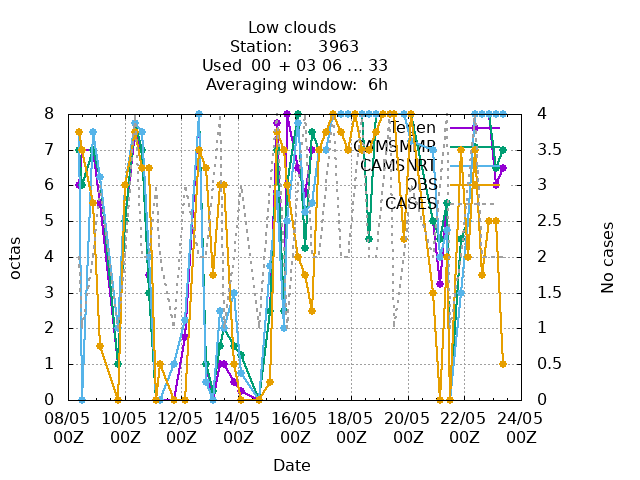 Low clouds
Station: 3963
Used 00 + 03 06 ... 33
Averaging window: 6h
8
7
6
5
4
3
2
1
0
4
3.5
3
2.5
2
1.5
1
0.5
0
octas
No cases
CAMSNRT
OBS
CASES
08/05 10/05 12/05 14/05 16/05 18/05 20/05 22/05 24/05
00Z 00Z 00Z 00Z 00Z 00Z 00Z 00Z 00Z
Date